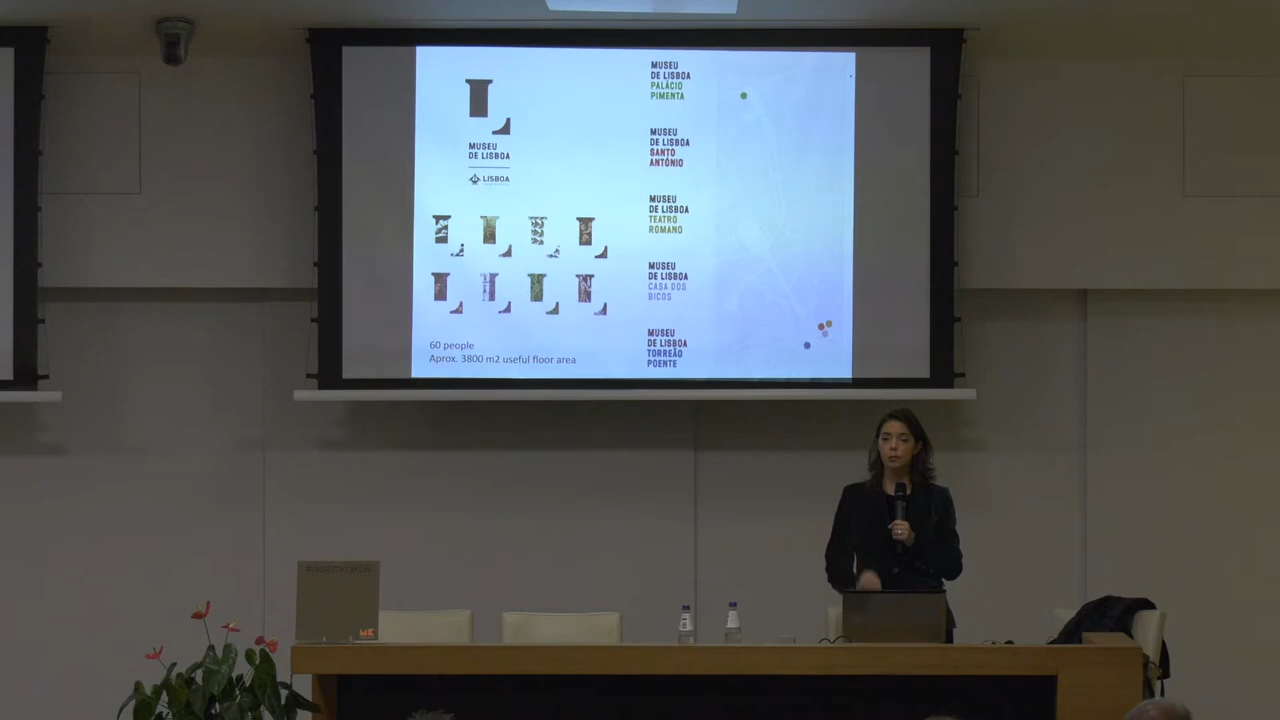 MUSEU
DE LISBOA
LISBOA
60 people
Aprox. 3800 m2 useful floor area
MUSEU
DE LISBOA
PALÁCIO
PIMENTA
MUSEU
DE LISBOA
SANTO
ANTÓNIO
MUSEU
DE LISBOA
TEATRO
ROMANO
MUSEU
DE LISBOA
CASA DOS
BICOS
MUSEU
DE LISBOA
TORREÃO
POENTE